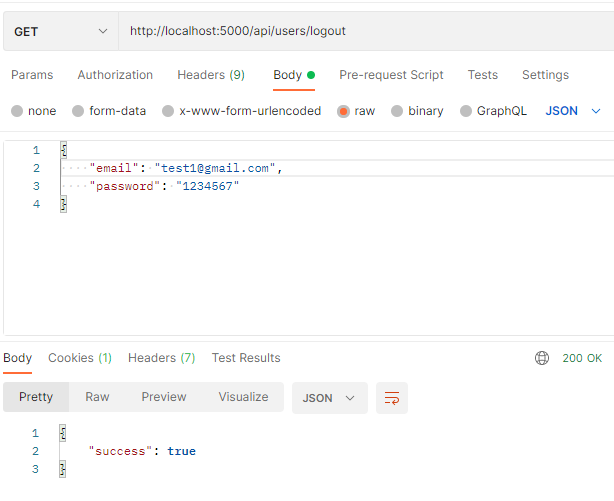 GET http://localhost:5000/api/users/logout
Params Authorization Headers (9) Body Pre-request Script Tests Settings
none form-data x-www-form-urlencoded raw binary GraphQL JSON
1 {
2 "email": "test1@gmail.com",
3 "password": "1234567"
4 }
Body Cookies (1) Headers (7) Test Results 200 OK
Pretty Raw Preview Visualize JSON
1 {
2 "success": true
3 }